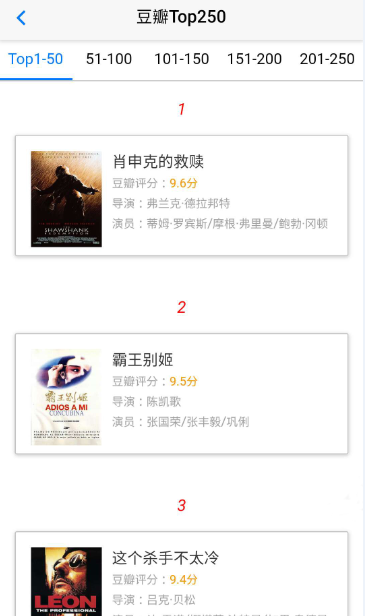 豆瓣Top250
Top1-50 51-100 101-150 151-200 201-250
1
THE
SHAWSHANK
REDEMPTION
肖申克的救赎
豆瓣评分：9.6分
导演：弗兰克·德拉邦特
演员：蒂姆·罗宾斯/摩根·弗里曼/鲍勃·冈顿
2
霸王别姬
ADIOS A MI
CONCUBINA
霸王别姬
豆瓣评分：9.5分
导演：陈凯歌
演员：张国荣/张丰毅/巩俐
3
LEON
THE PROFESSIONAL
这个杀手不太冷
豆瓣评分：9.4分
导演：吕克·贝松